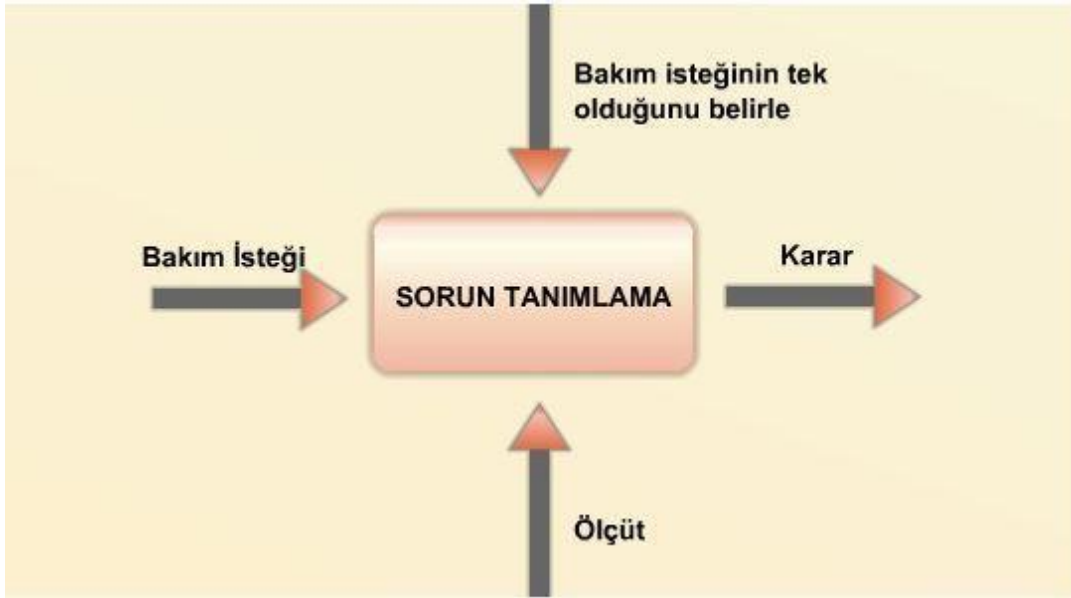 Bakım isteğinin tek
olduğunu belirle
Bakım İsteği
SORUN TANIMLAMA
Karar
Ölçüt